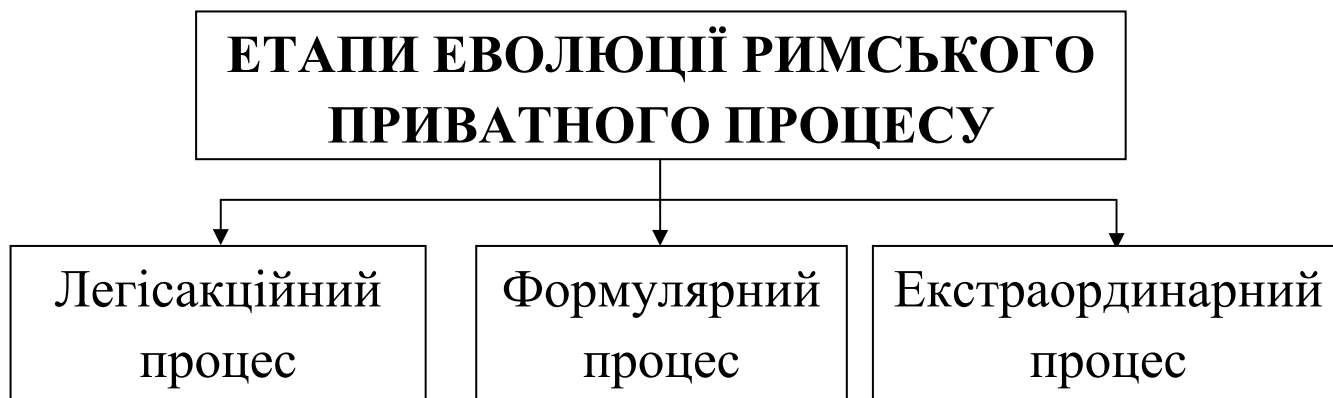 ЕТАПИ ЕВОЛЮЦІЇ РИМСЬКОГО
ПРИВАТНОГО ПРОЦЕСУ
Легісакційний
процес
Формулярний
процес
Екстраординарний
процес